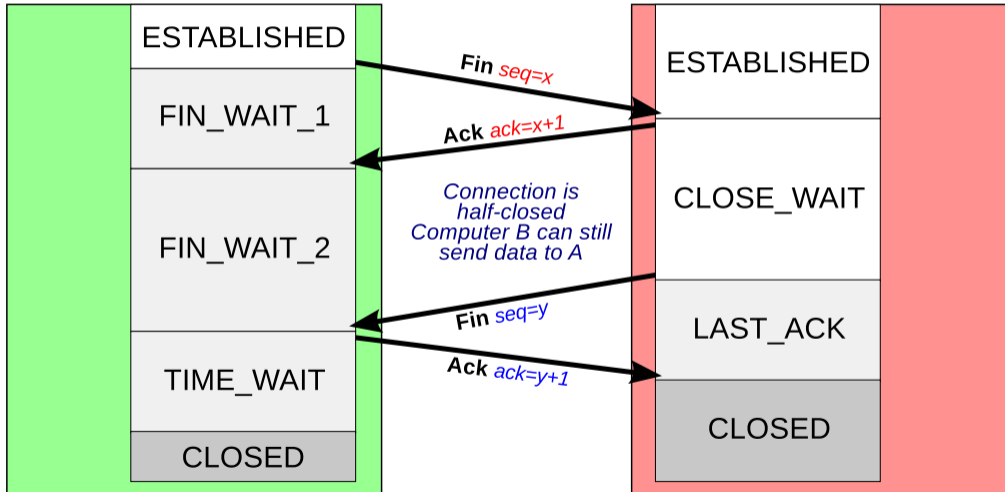 ESTABLISHED
FIN_WAIT_1
FIN_WAIT_2
TIME_WAIT
CLOSED
Fin seq=x
Ack ack=x+1
Connection is
half-closed
Computer B can still
send data to A
Fin seq=y
Ack ack=y+1
ESTABLISHED
CLOSE_WAIT
LAST_ACK
CLOSED